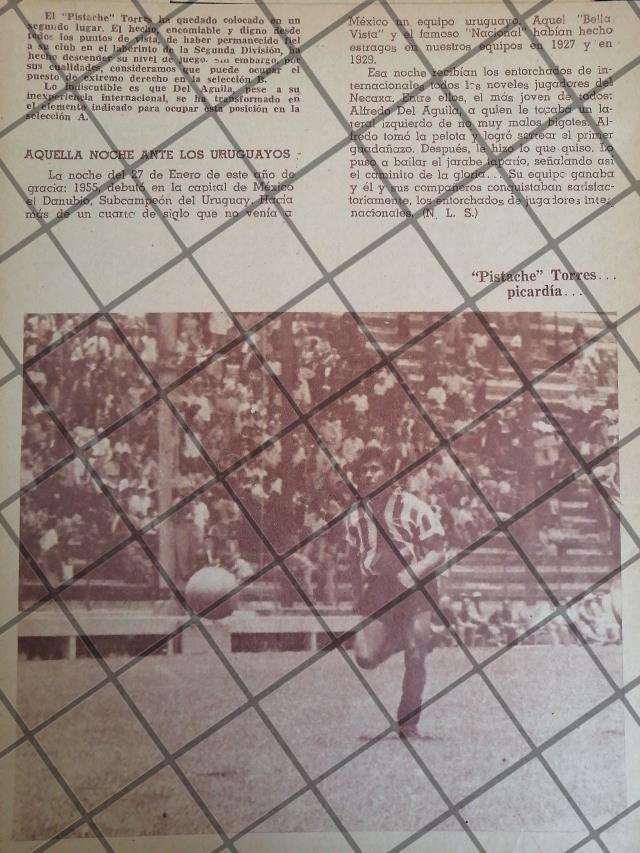 El "Pistache" Torres ha quedado colocado en un
segundo lugar. El hecho, encomiable y digno desde
todos los puntos de vista, de haber permanecido fiel
a su club en el laberinto de la Segunda División, ha
hecho descender su nivel de juego. Sin embargo, por
sus cualidades, consideramos que puede ocupar el
puesto de extremo derecho en la selección B.
Lo indiscutible es que Del Aguila, pese a su
inexperiencia internacional, se ha transformado en
el elemento indicado para ocupar esta posición en la
selección A.
AQUELLA NOCHE ANTE LOS URUGUAYOS
La noche del 27 de Enero de este año de
gracia: 1955, debutó en la capital de México
el Danubio, Subcampeón del Uruguay. Hacía
más de un cuarto de siglo que no venía a
México un equipo uruguayo. Aquel "Bella
Vista" y el famoso "Nacional" habían hecho
estragos en nuestros equipos en 1927 y en
1929.
Esa noche recibían los entorchados de in-
ternacionales todos los noveles jugadores del
Necaxa. Entre ellos, el más joven de todos:
Alfredo Del Aguila, a quien le tocaba un la-
teral izquierdo de no muy malos bigotes. Al-
fredo tomó la pelota y logró sortear el primer
guadañazo. Después, le hizo lo que quiso. Lo
puso a bailar el jarabe tapatío, señalando así
el caminito de la gloria... Su equipo ganaba
y él y sus compañeros conquistaban satisfac-
toriamente, los entorchados de jugadores inter-
nacionales. (N. L. S.)
"Pistache" Torres...
picardía...